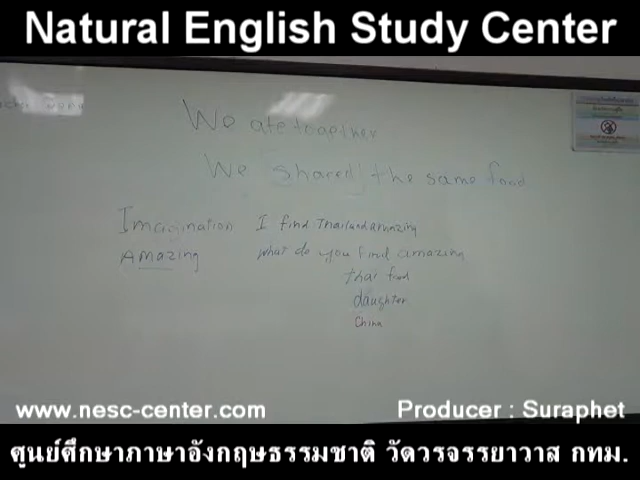 Natural English Study Center
We ate together
We shared the same food
Imagination I find Thailand amazing
Amazing what do you find amazing
thai food
daughter
China
www.nesc-center.com Producer : Suraphet
ศูนย์ศึกษาภาษาอังกฤษธรรมชาติ วัดวรจรรยาวาส กทม.